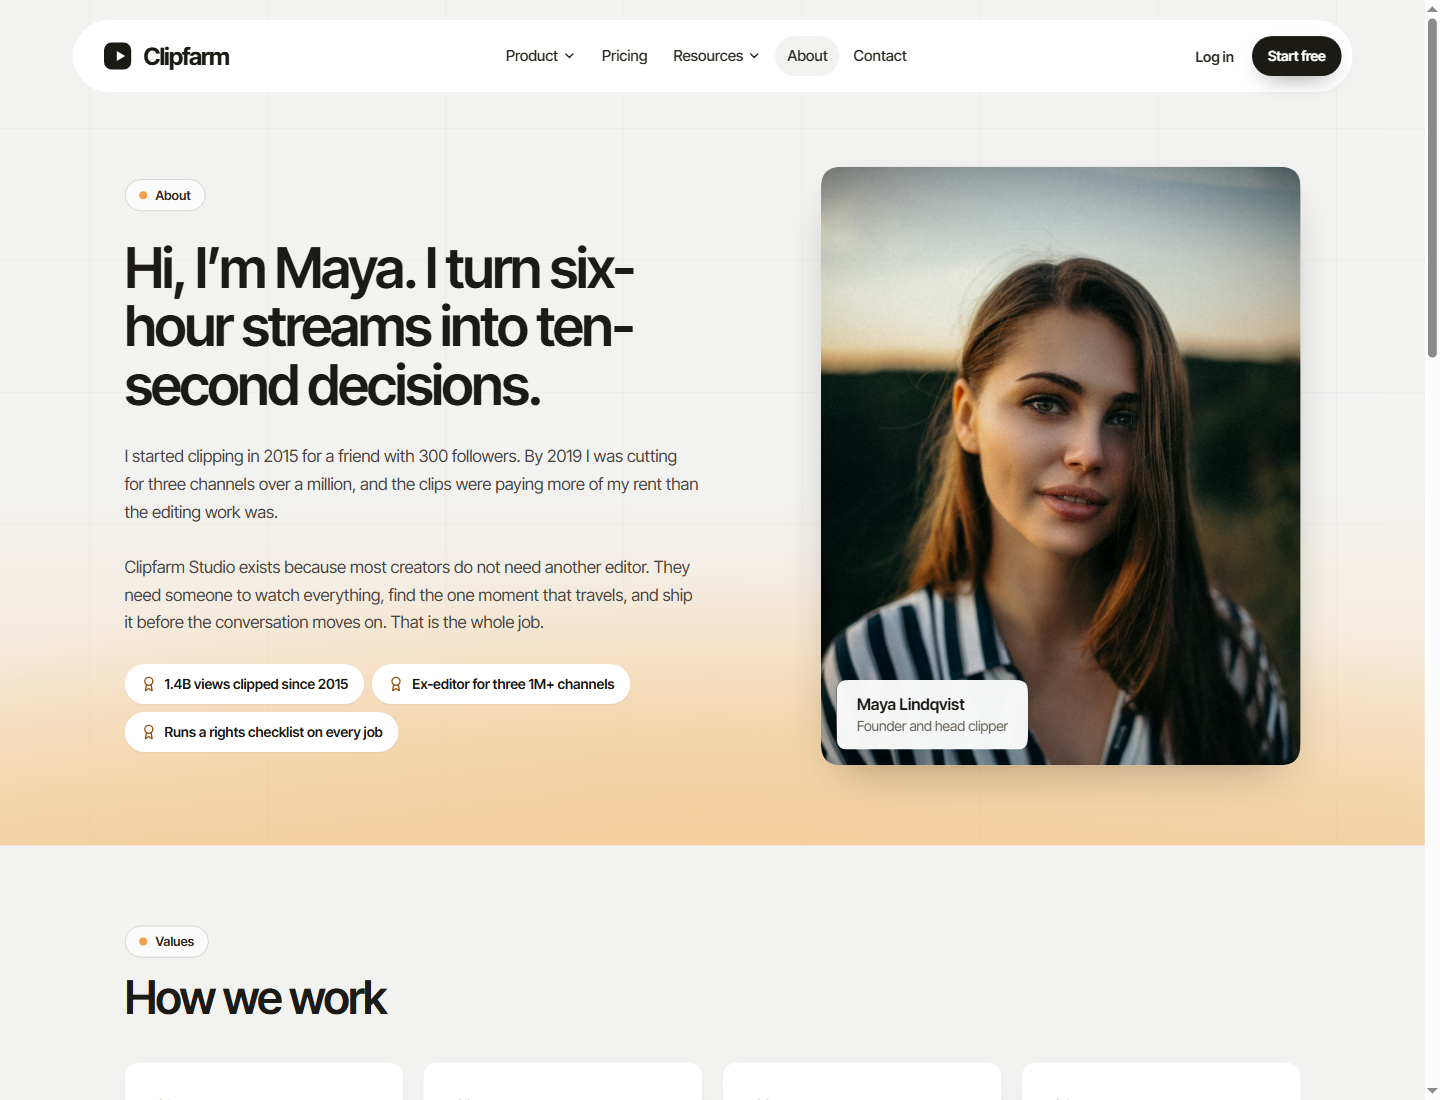 Clipfarm
Product
Pricing
Resources
About
Contact
Log in
Start free
About
Hi, I’m Maya. I turn six-
hour streams into ten-
second decisions.
I started clipping in 2015 for a friend with 300 followers. By 2019 I was cutting
for three channels over a million, and the clips were paying more of my rent than
the editing work was.
Clipfarm Studio exists because most creators do not need another editor. They
need someone to watch everything, find the one moment that travels, and ship
it before the conversation moves on. That is the whole job.
1.4B views clipped since 2015
Ex-editor for three 1M+ channels
Runs a rights checklist on every job
Maya Lindqvist
Founder and head clipper
Values
How we work